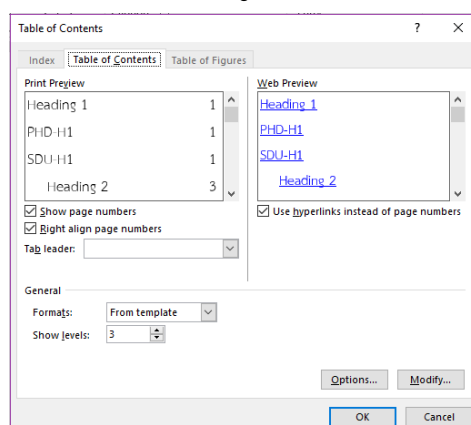 Table of Contents ? X
Index Table of Contents Table of Figures
Print Preview Web Preview
Heading 1 1 Heading 1
PHD-H1 1 PHD-H1
SDU-H1 1 SDU-H1
Heading 2 3 Heading 2
Show page numbers Use hyperlinks instead of page numbers
Right align page numbers
Tab leader:
General
Formats: From template
Show levels: 3
Options... Modify...
OK Cancel